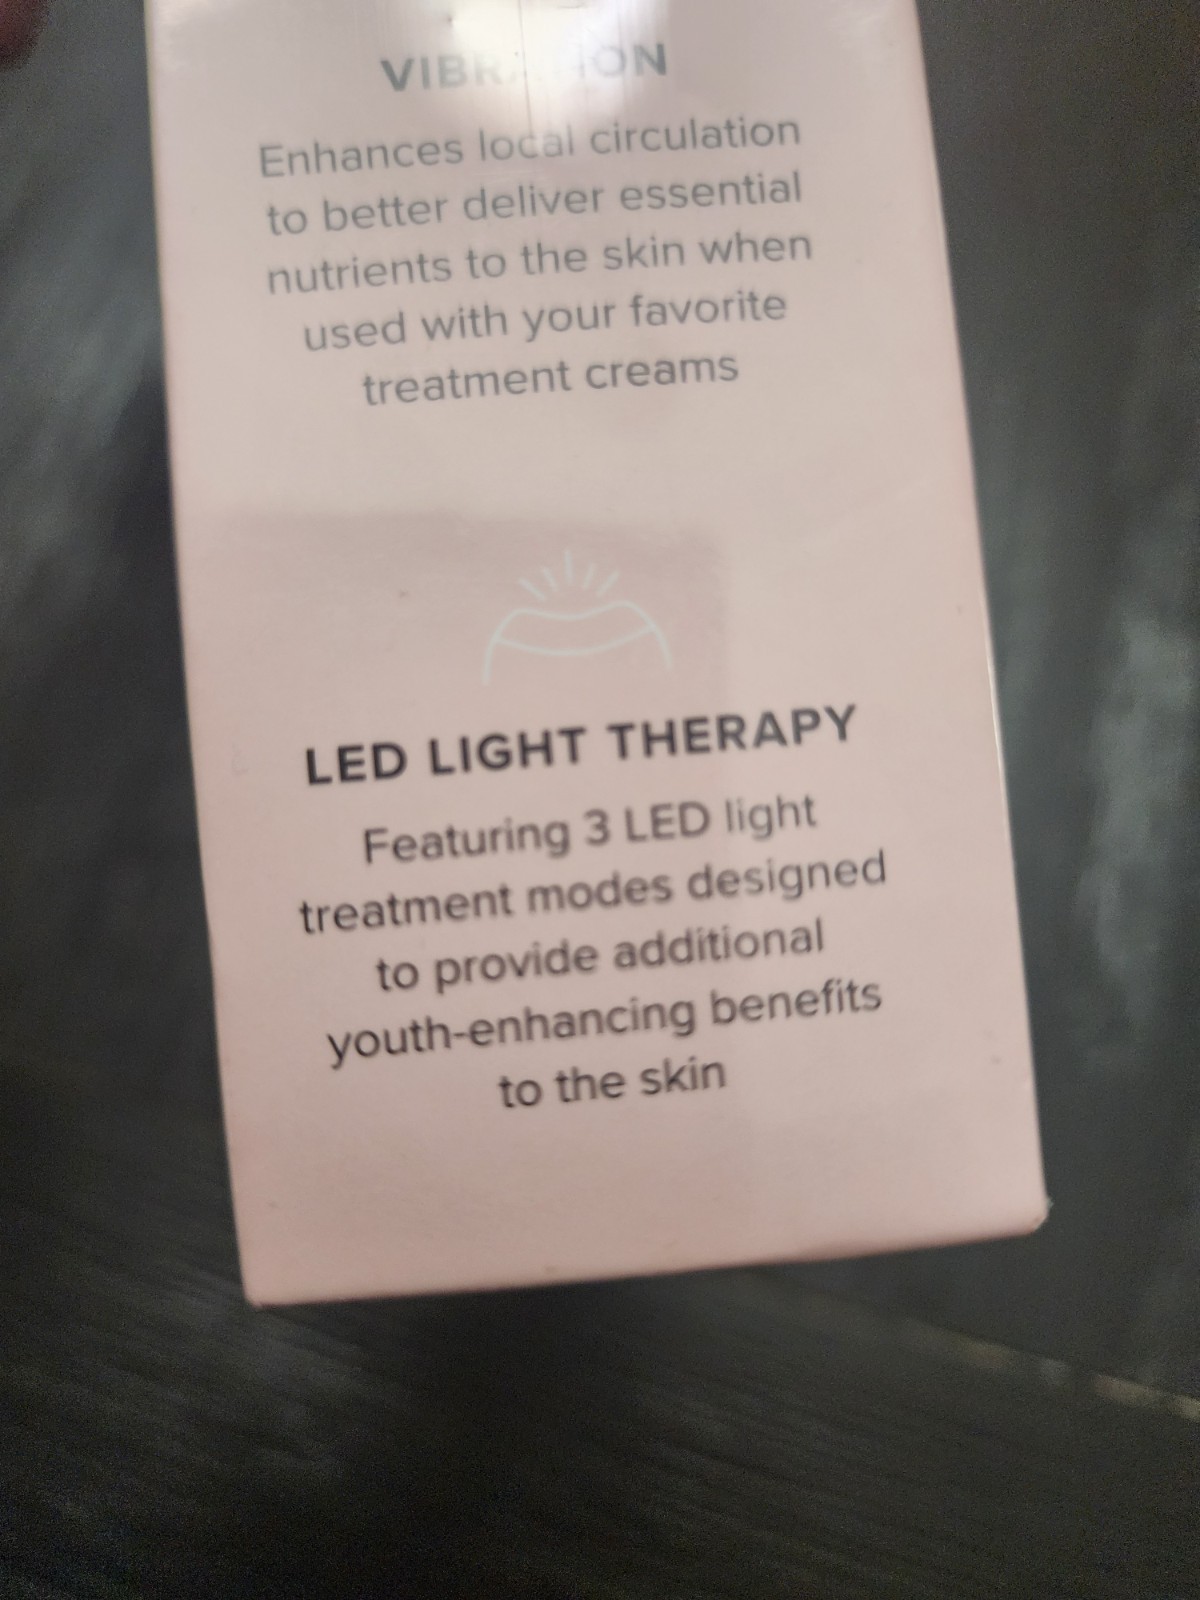 VIBRATION
Enhances local circulation
to better deliver essential
nutrients to the skin when
used with your favorite
treatment creams
LED LIGHT THERAPY
Featuring 3 LED light
treatment modes designed
to provide additional
youth-enhancing benefits
to the skin